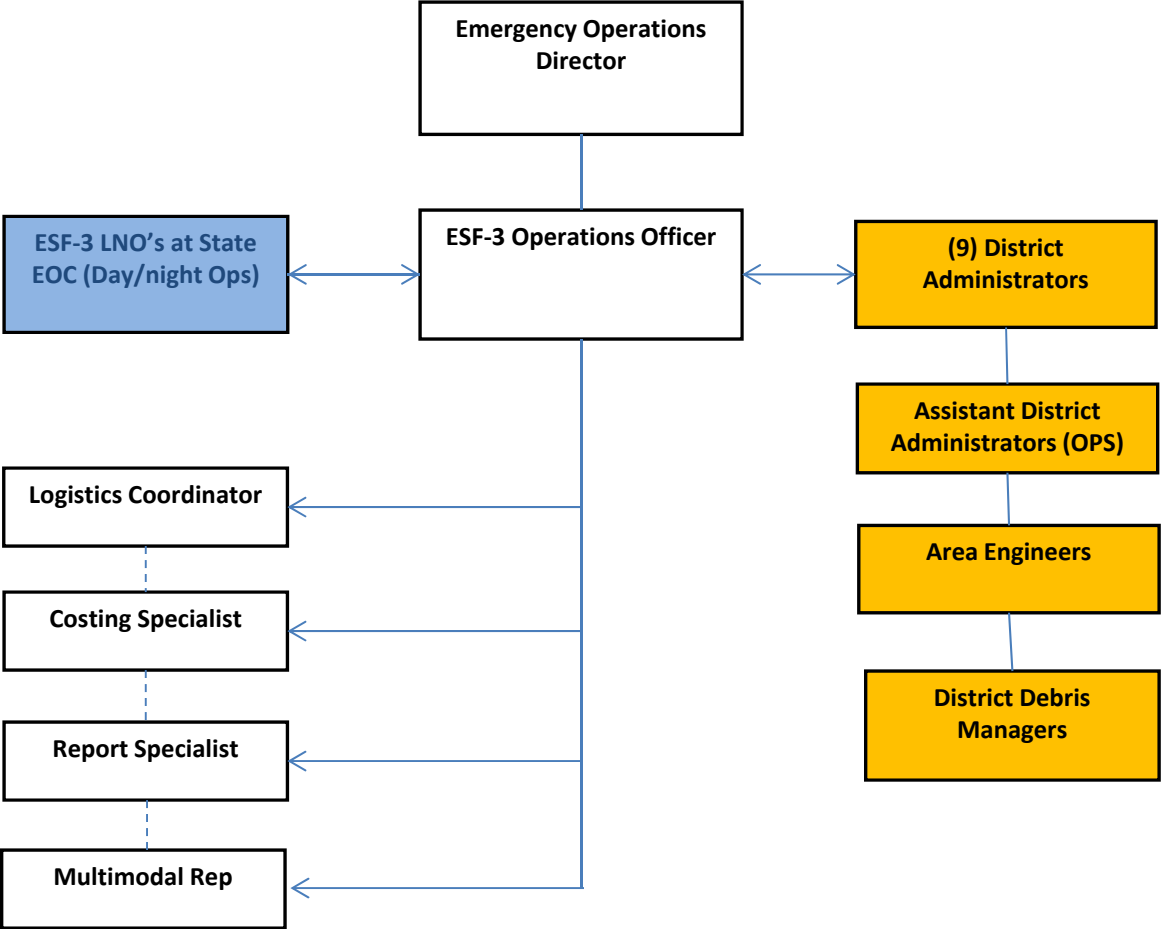 Emergency Operations
Director
ESF-3 LNO’s at State
EOC (Day/night Ops)
ESF-3 Operations Officer
(9) District
Administrators
Assistant District
Administrators (OPS)
Logistics Coordinator
Area Engineers
Costing Specialist
District Debris
Managers
Report Specialist
Multimodal Rep